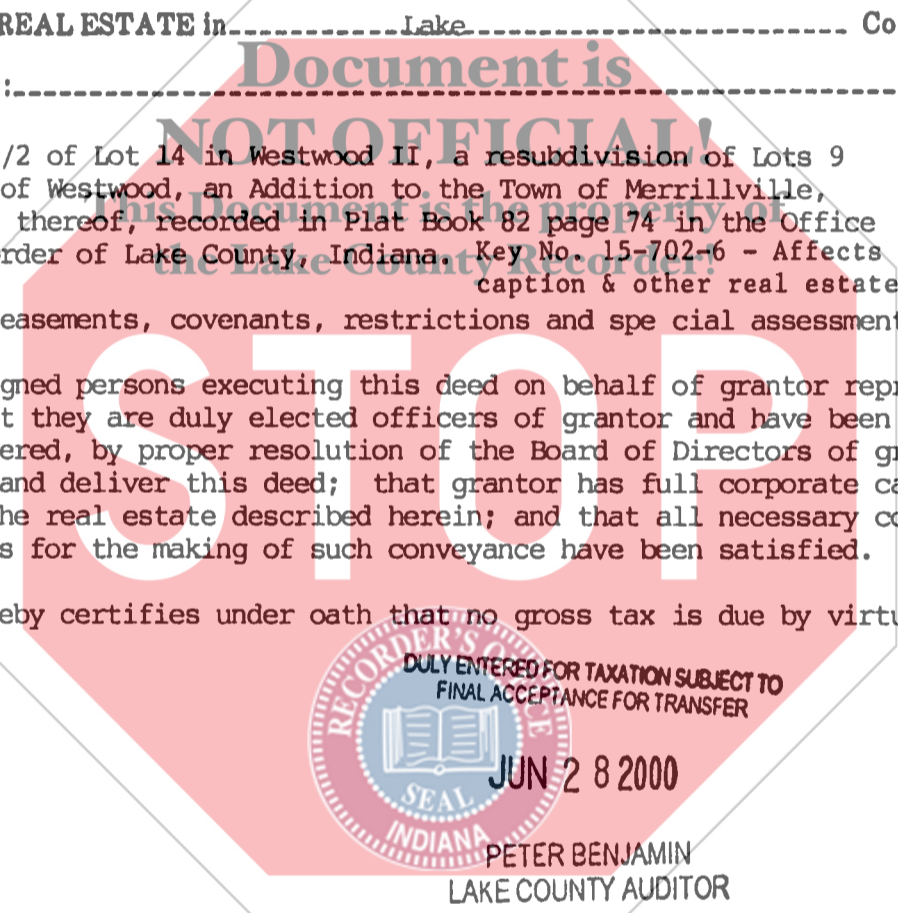 REAL ESTATE in Lake Co
Document is
:
NOT OFFICIAL!
/2 of Lot 14 in Westwood II, a resubdivision of Lots 9
of Westwood, an Addition to the Town of Merrillville,
This Document is the property of
thereof, recorded in Plat Book 82 page 74 in the Office
rder of Lake County, Indiana. Key No. 15-702-6 - Affects
the Lake County Recorder!
caption & other real estate
easements, covenants, restrictions and spe cial assessment
STOP
gned persons executing this deed on behalf of grantor repr
t they are duly elected officers of grantor and have been
ered, by proper resolution of the Board of Directors of gr
and deliver this deed; that grantor has full corporate ca
he real estate described herein; and that all necessary co
s for the making of such conveyance have been satisfied.
eby certifies under oath that no gross tax is due by virtu
RECORDER'S OFFICE
DULY ENTERED FOR TAXATION SUBJECT TO
FINAL ACCEPTANCE FOR TRANSFER
JUN 28 2000
SEAL
INDIANA
PETER BENJAMIN
LAKE COUNTY AUDITOR